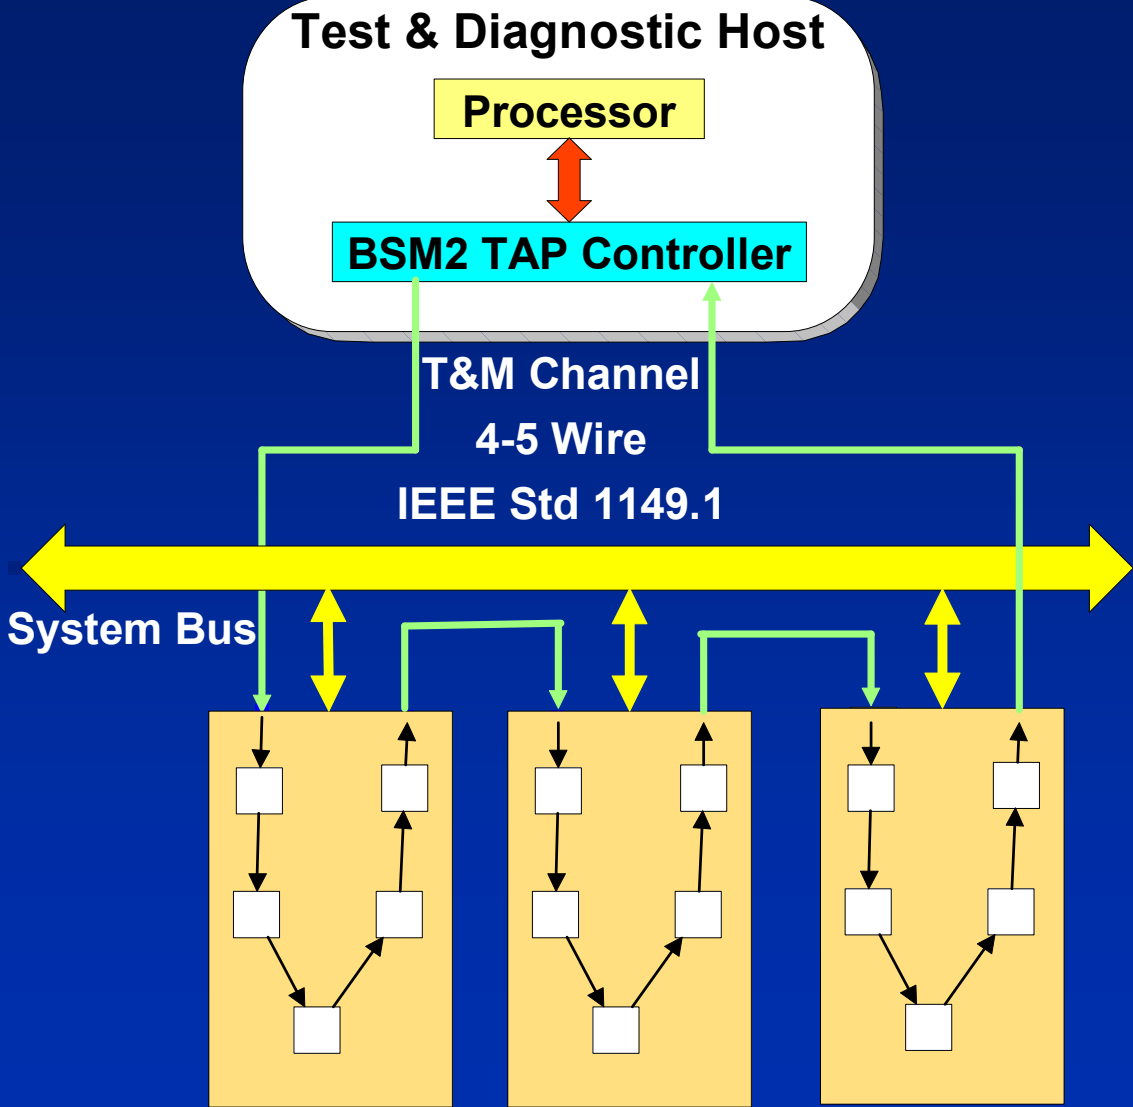 Test & Diagnostic Host
Processor
BSM2 TAP Controller
T&M Channel
4-5 Wire
IEEE Std 1149.1
System Bus